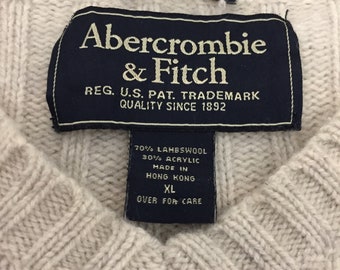 Abercrombie
& Fitch
REG. U.S. PAT. TRADEMARK
QUALITY SINCE 1892
70% LAMBSWOOL
30% ACRYLIC
MADE IN
HONG KONG
XL
OVER FOR CARE